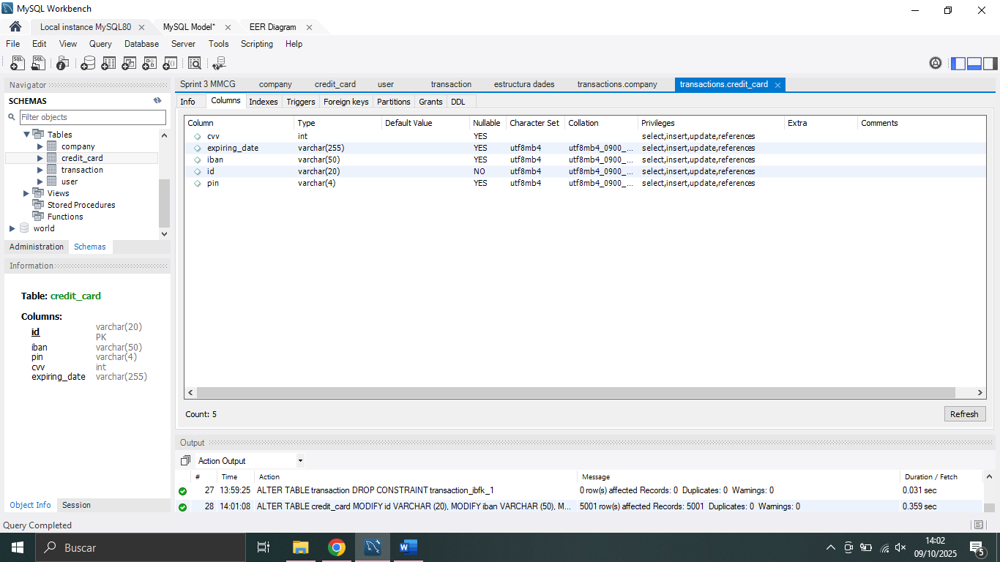 MySQL Workbench
Local instance MySQL80 MySQL Model* EER Diagram
File Edit View Query Database Server Tools Scripting Help
Navigator
SCHEMAS
Filter objects
Tables
company
credit_card
transaction
user
Views
Stored Procedures
Functions
world
Administration Schemas
Information
Table: credit_card
Columns:
id varchar(20) PK
iban varchar(50)
pin varchar(4)
cvv int
expiring_date varchar(255)
Object Info Session
Sprint 3 MMCG company credit_card user transaction estructura dades transactions.company transactions.credit_card
Info Columns Indexes Triggers Foreign keys Partitions Grants DDL
Column Type Default Value Nullable Character Set Collation Privileges Extra Comments
cvv int YES select,insert,update,references
expiring_date varchar(255) YES utf8mb4 utf8mb4_0900_... select,insert,update,references
iban varchar(50) YES utf8mb4 utf8mb4_0900_... select,insert,update,references
id varchar(20) NO utf8mb4 utf8mb4_0900_... select,insert,update,references
pin varchar(4) YES utf8mb4 utf8mb4_0900_... select,insert,update,references
Count: 5 Refresh
Output
Action Output
# Time Action Message Duration / Fetch
27 13:59:25 ALTER TABLE transaction DROP CONSTRAINT transaction_ibfk_1 0 row(s) affected Records: 0 Duplicates: 0 Warnings: 0 0.031 sec
28 14:01:08 ALTER TABLE credit_card MODIFY id VARCHAR (20), MODIFY iban VARCHAR (50), M... 5001 row(s) affected Records: 5001 Duplicates: 0 Warnings: 0 0.359 sec
Query Completed
Buscar
14:02
09/10/2025
5